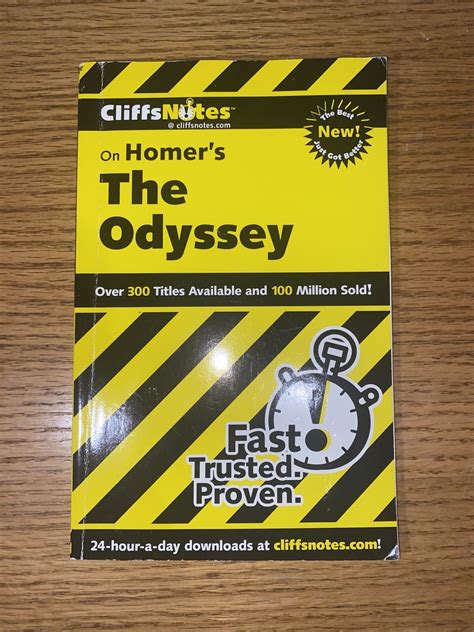 CliffsNotes™
@ cliffsnotes.com
The Best
New!
Just Got Better
On Homer's
The
Odyssey
Over 300 Titles Available and 100 Million Sold!
Fast.
Trusted.
Proven.
24-hour-a-day downloads at cliffsnotes.com!